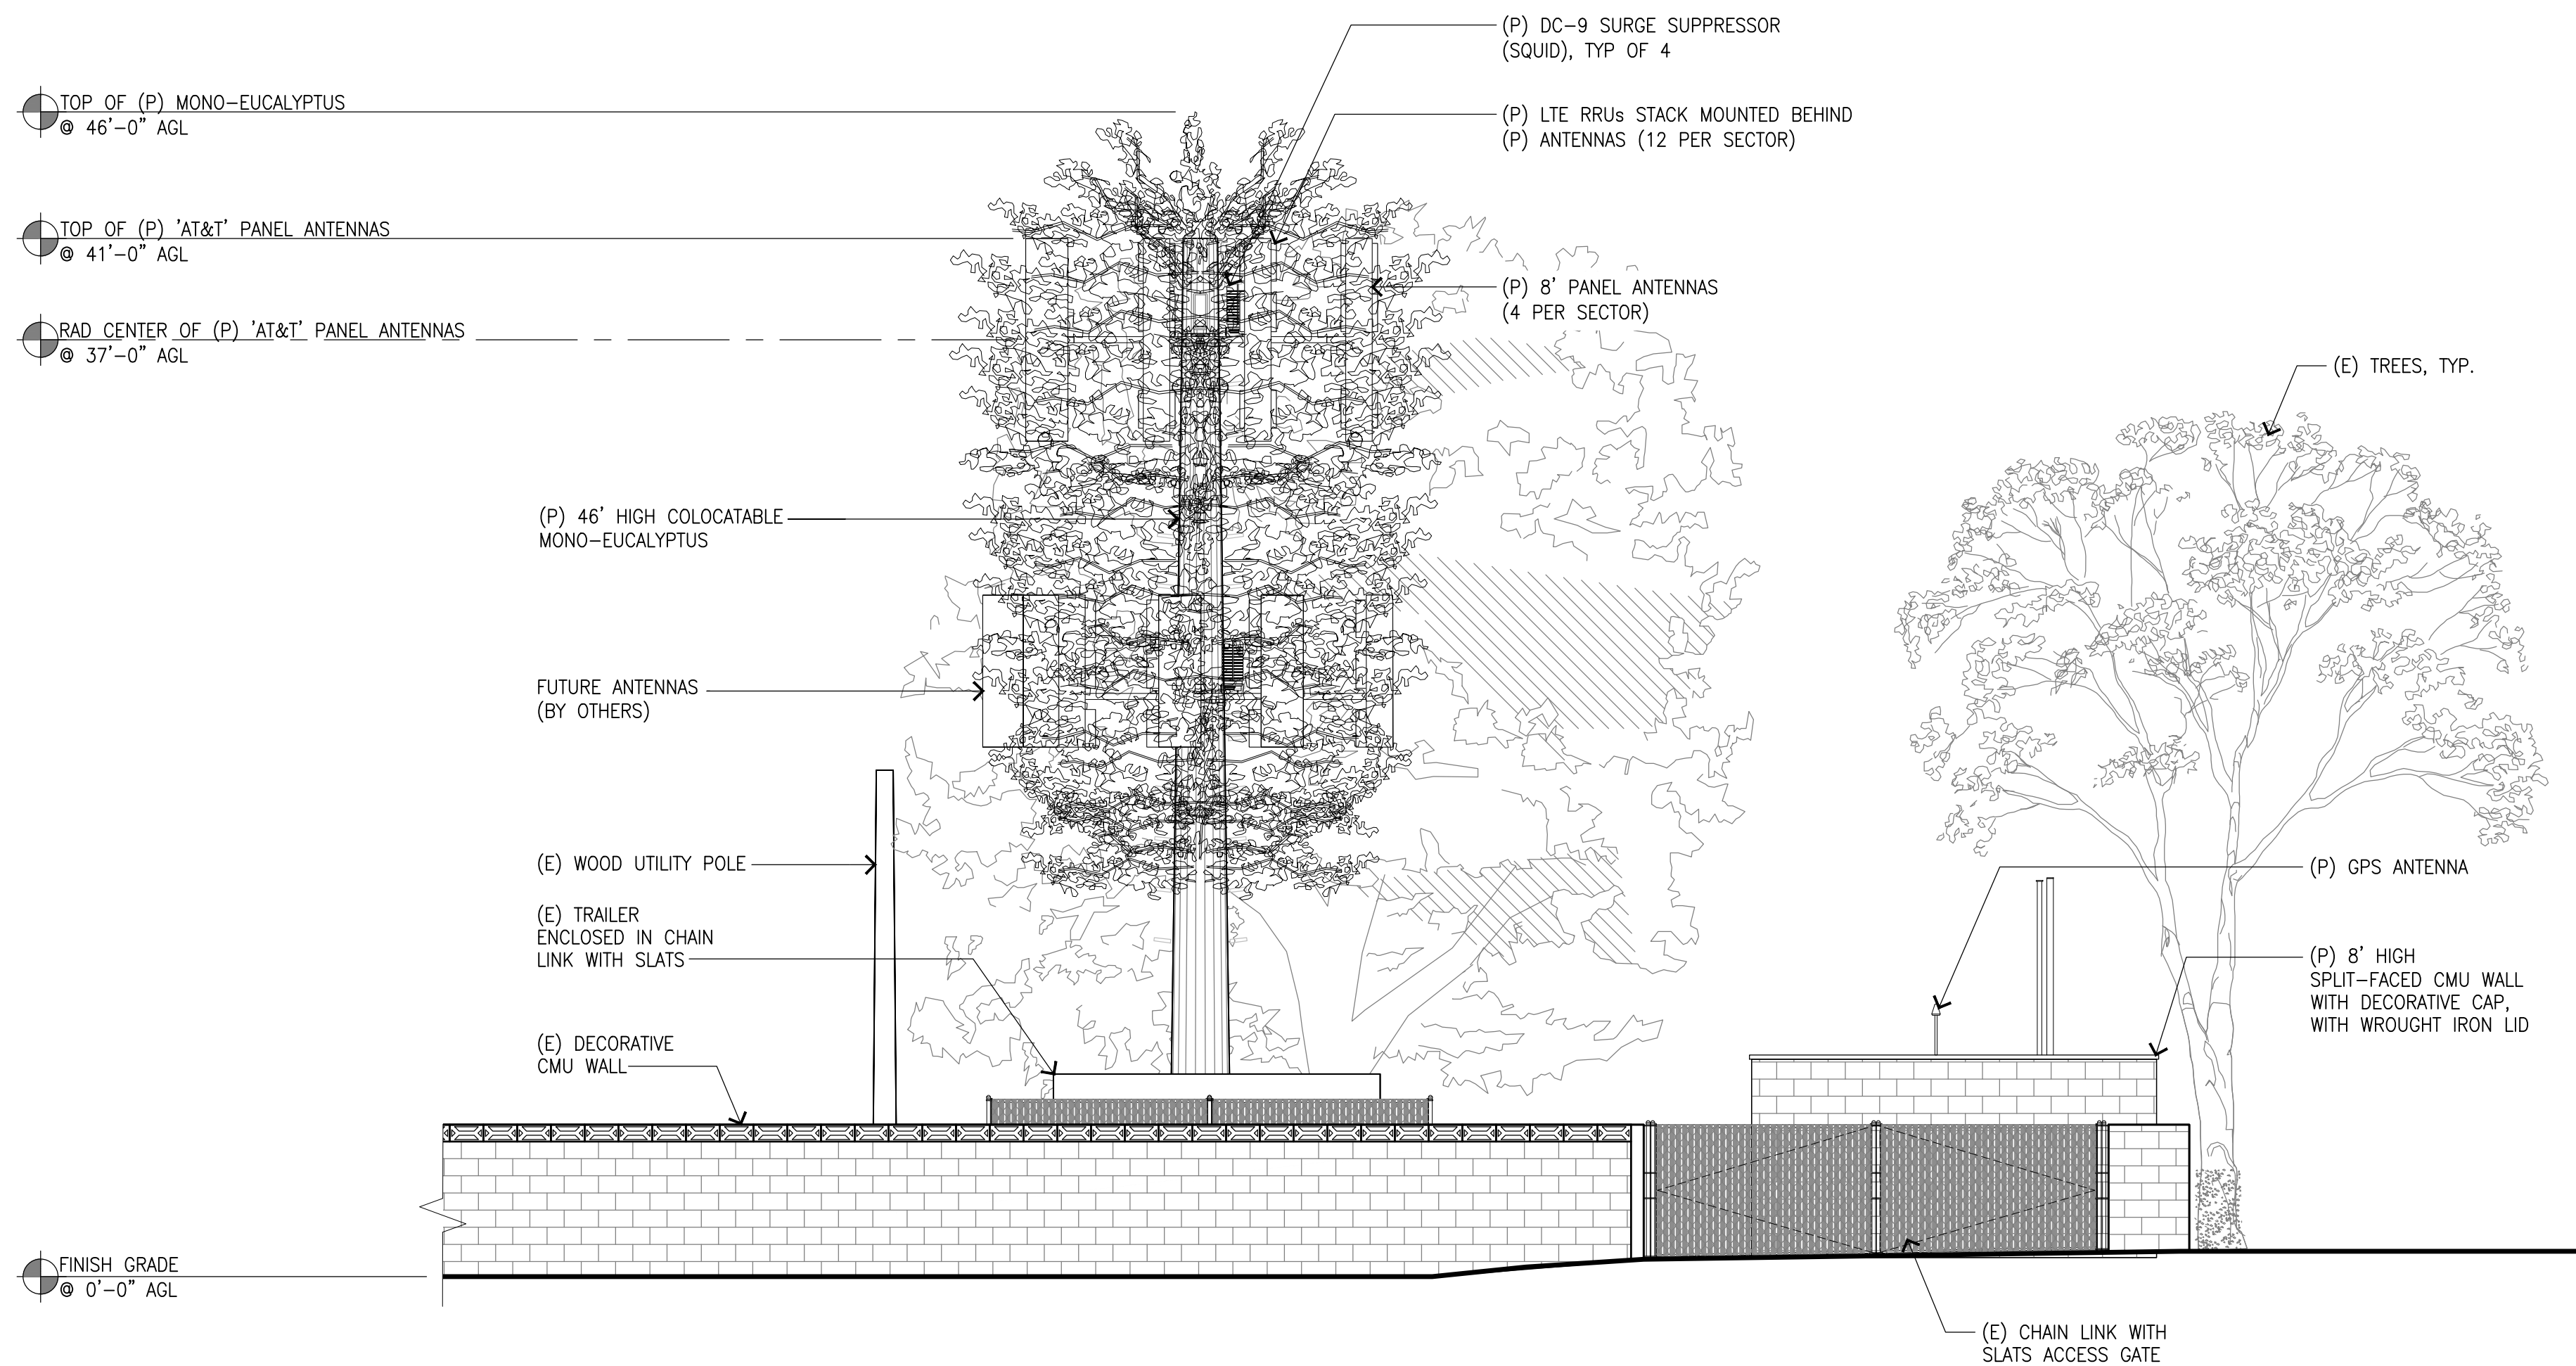 (P) DC-9 SURGE SUPPRESSOR
(SQUID), TYP OF 4
TOP OF (P) MONO-EUCALYPTUS
@ 46'-0" AGL
(P) LTE RRUs STACK MOUNTED BEHIND
(P) ANTENNAS (12 PER SECTOR)
TOP OF (P) 'AT&T' PANEL ANTENNAS
@ 41'-0" AGL
(P) 8' PANEL ANTENNAS
(4 PER SECTOR)
RAD CENTER OF (P) 'AT&T' PANEL ANTENNAS
@ 37'-0" AGL
(E) TREES, TYP.
(P) 46' HIGH COLOCATABLE
MONO-EUCALYPTUS
FUTURE ANTENNAS
(BY OTHERS)
(E) WOOD UTILITY POLE
(P) GPS ANTENNA
(E) TRAILER
ENCLOSED IN CHAIN
LINK WITH SLATS
(P) 8' HIGH
SPLIT-FACED CMU WALL
WITH DECORATIVE CAP,
WITH WROUGHT IRON LID
(E) DECORATIVE
CMU WALL
FINISH GRADE
@ 0'-0" AGL
(E) CHAIN LINK WITH
SLATS ACCESS GATE